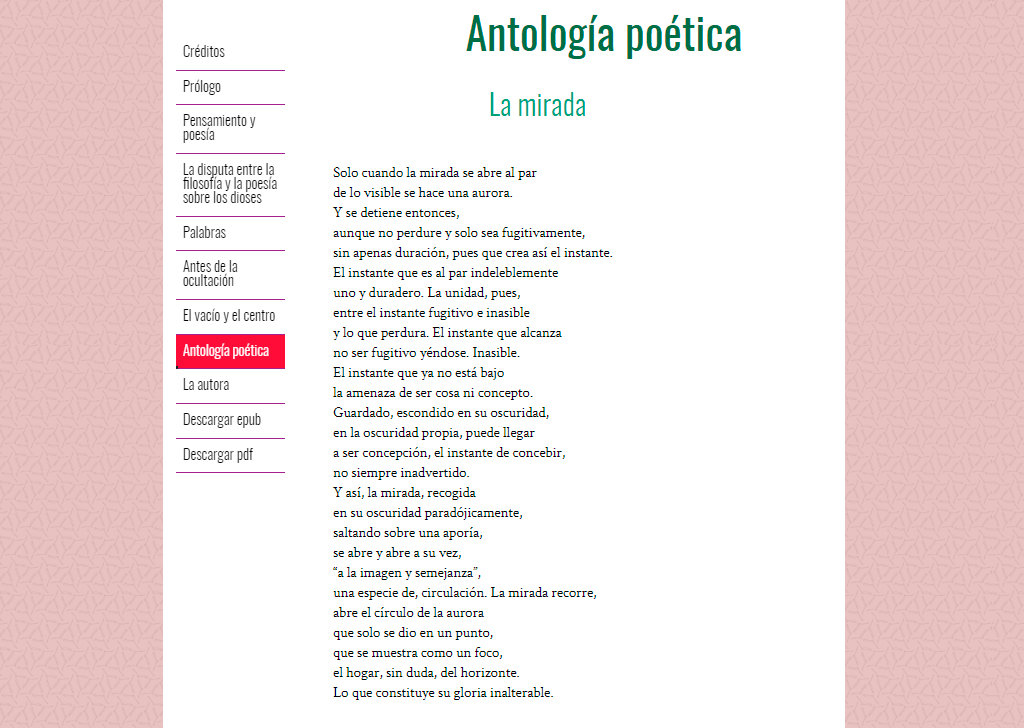 Créditos
Prólogo
Pensamiento y
poesía
La disputa entre la
filosofía y la poesía
sobre los dioses
Palabras
Antes de la
ocultación
El vacío y el centro
Antología poética
La autora
Descargar epub
Descargar pdf
Antología poética
La mirada
Solo cuando la mirada se abre al par
de lo visible se hace una aurora.
Y se detiene entonces,
aunque no perdure y solo sea fugitivamente,
sin apenas duración, pues que crea así el instante.
El instante que es al par indeleblemente
uno y duradero. La unidad, pues,
entre el instante fugitivo e inasible
y lo que perdura. El instante que alcanza
no ser fugitivo yéndose. Inasible.
El instante que ya no está bajo
la amenaza de ser cosa ni concepto.
Guardado, escondido en su oscuridad,
en la oscuridad propia, puede llegar
a ser concepción, el instante de concebir,
no siempre inadvertido.
Y así, la mirada, recogida
en su oscuridad paradójicamente,
saltando sobre una aporía,
se abre y abre a su vez,
“a la imagen y semejanza”,
una especie de, circulación. La mirada recorre,
abre el círculo de la aurora
que solo se dio en un punto,
que se muestra como un foco,
el hogar, sin duda, del horizonte.
Lo que constituye su gloria inalterable.